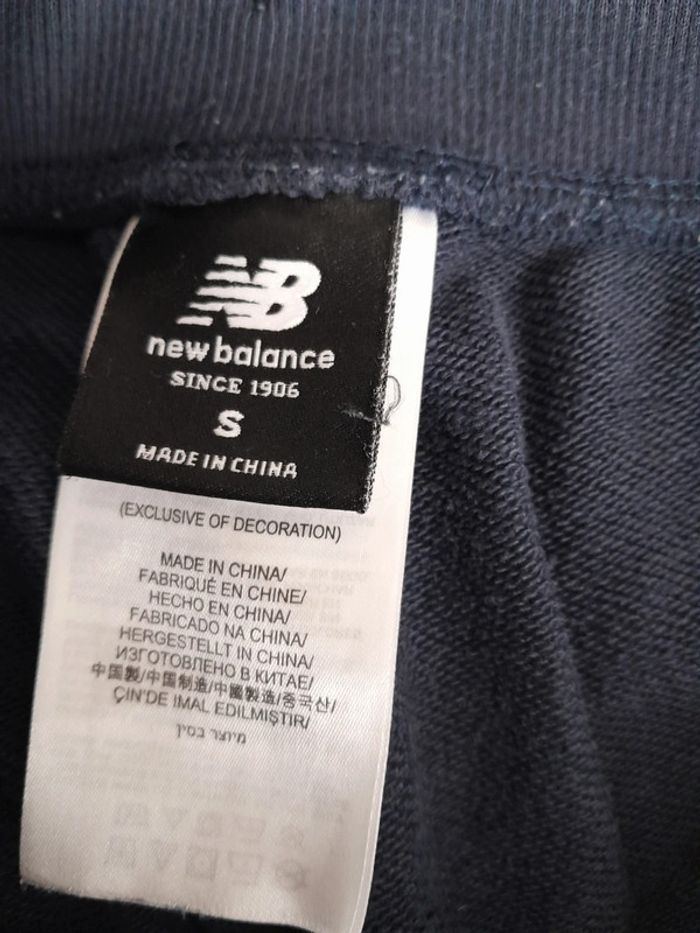 NB
new balance
SINCE 1906
S
MADE IN CHINA
(EXCLUSIVE OF DECORATION)
MADE IN CHINA/
FABRIQUÉ EN CHINE/
HECHO EN CHINA/
FABRICADO NA CHINA/
HERGESTELLT IN CHINA/
ИЗГОТОВЛЕНО В КИТАЕ/
中国製/中国制造/中國製造/중국산/
ÇIN'DE IMAL EDILMIŞTIR/
מיוצר בסין